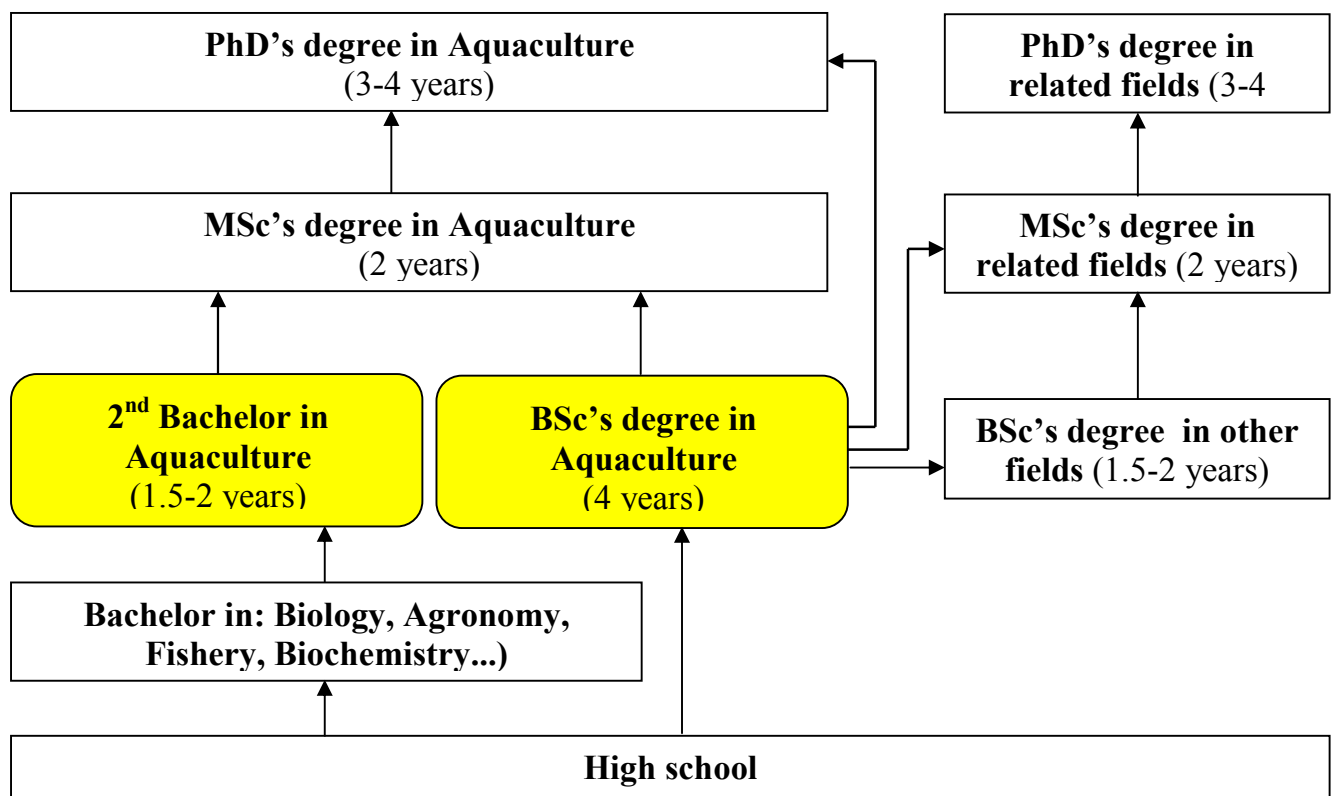 PhD’s degree in Aquaculture
(3-4 years)
PhD’s degree in
related fields (3-4
MSc’s degree in Aquaculture
(2 years)
MSc’s degree in
related fields (2 years)
2nd Bachelor in
Aquaculture
(1.5-2 years)
BSc’s degree in
Aquaculture
(4 years)
BSc’s degree  in other
fields (1.5-2 years)
Bachelor in: Biology, Agronomy,
Fishery, Biochemistry...)
High school